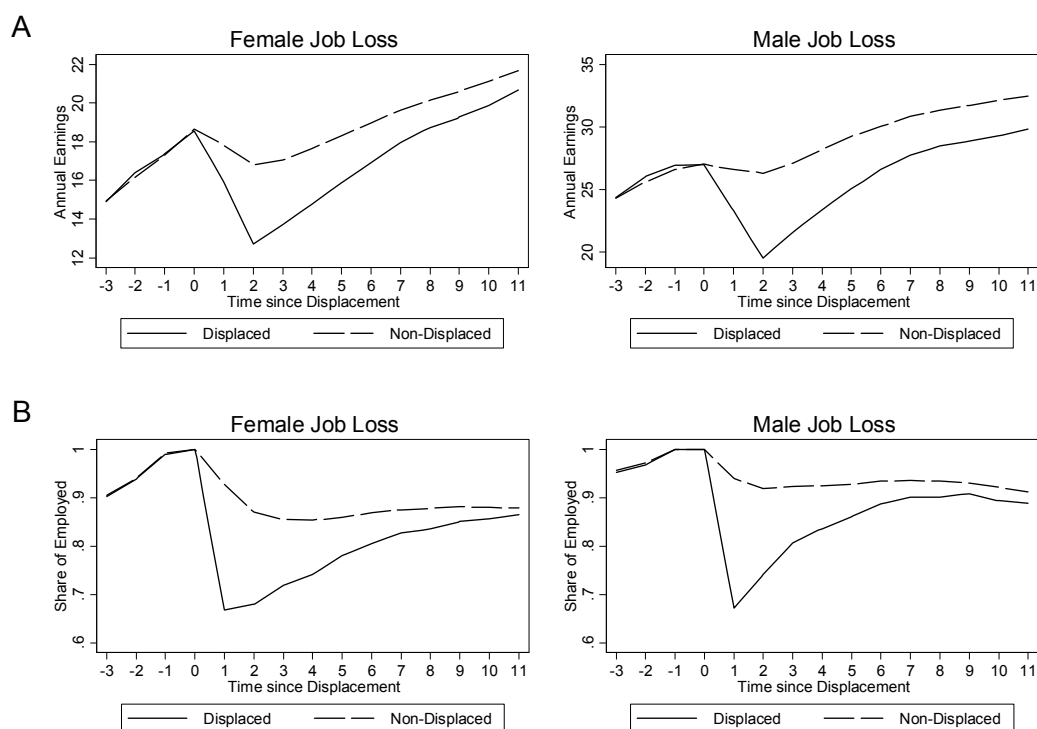 A
Female Job Loss
Annual Earnings
22
20
18
16
14
12
-3 -2 -1 0 1 2 3 4 5 6 7 8 9 10 11
Time since Displacement
Displaced Non-Displaced
Male Job Loss
Annual Earnings
35
30
25
20
-3 -2 -1 0 1 2 3 4 5 6 7 8 9 10 11
Time since Displacement
Displaced Non-Displaced
B
Female Job Loss
Share of Employed
1
.9
.8
.7
.6
-3 -2 -1 0 1 2 3 4 5 6 7 8 9 10 11
Time since Displacement
Displaced Non-Displaced
Male Job Loss
Share of Employed
1
.9
.8
.7
.6
-3 -2 -1 0 1 2 3 4 5 6 7 8 9 10 11
Time since Displacement
Displaced Non-Displaced